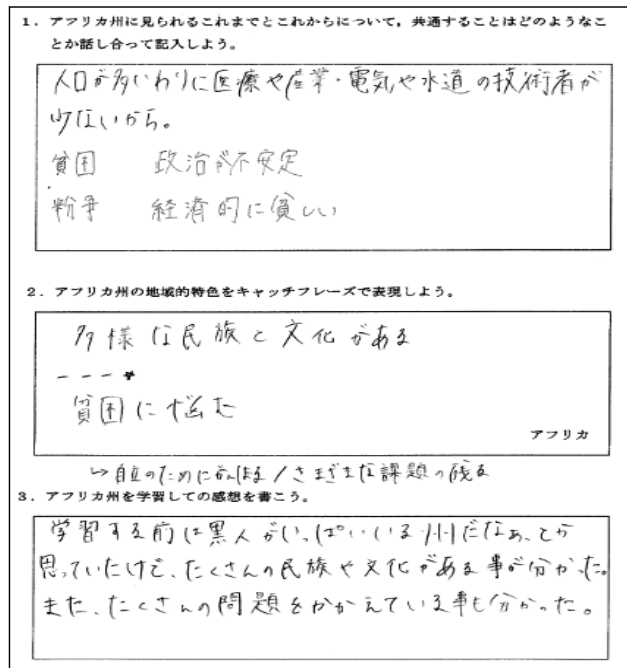 1．アフリカ州に見られるこれまでとこれからについて，共通することはどのようなこ
とか話し合って記入しよう。
人口が多いわりに医療や産業・電気や水道の技術者が
少ないから。
貧困　政治が不安定
紛争　経済的に貧しい
2．アフリカ州の地域的特色をキャッチフレーズで表現しよう。
多様な民族と文化がある
貧困に悩む
アフリカ
↳自立のためにがんばる／さまざまな課題の残る
3．アフリカ州を学習しての感想を書こう。
学習する前は黒人がいっぱいいる州だなぁ、とか
思っていたけど、たくさんの民族や文化がある事が分かった。
また、たくさんの問題をかかえている事も分かった。